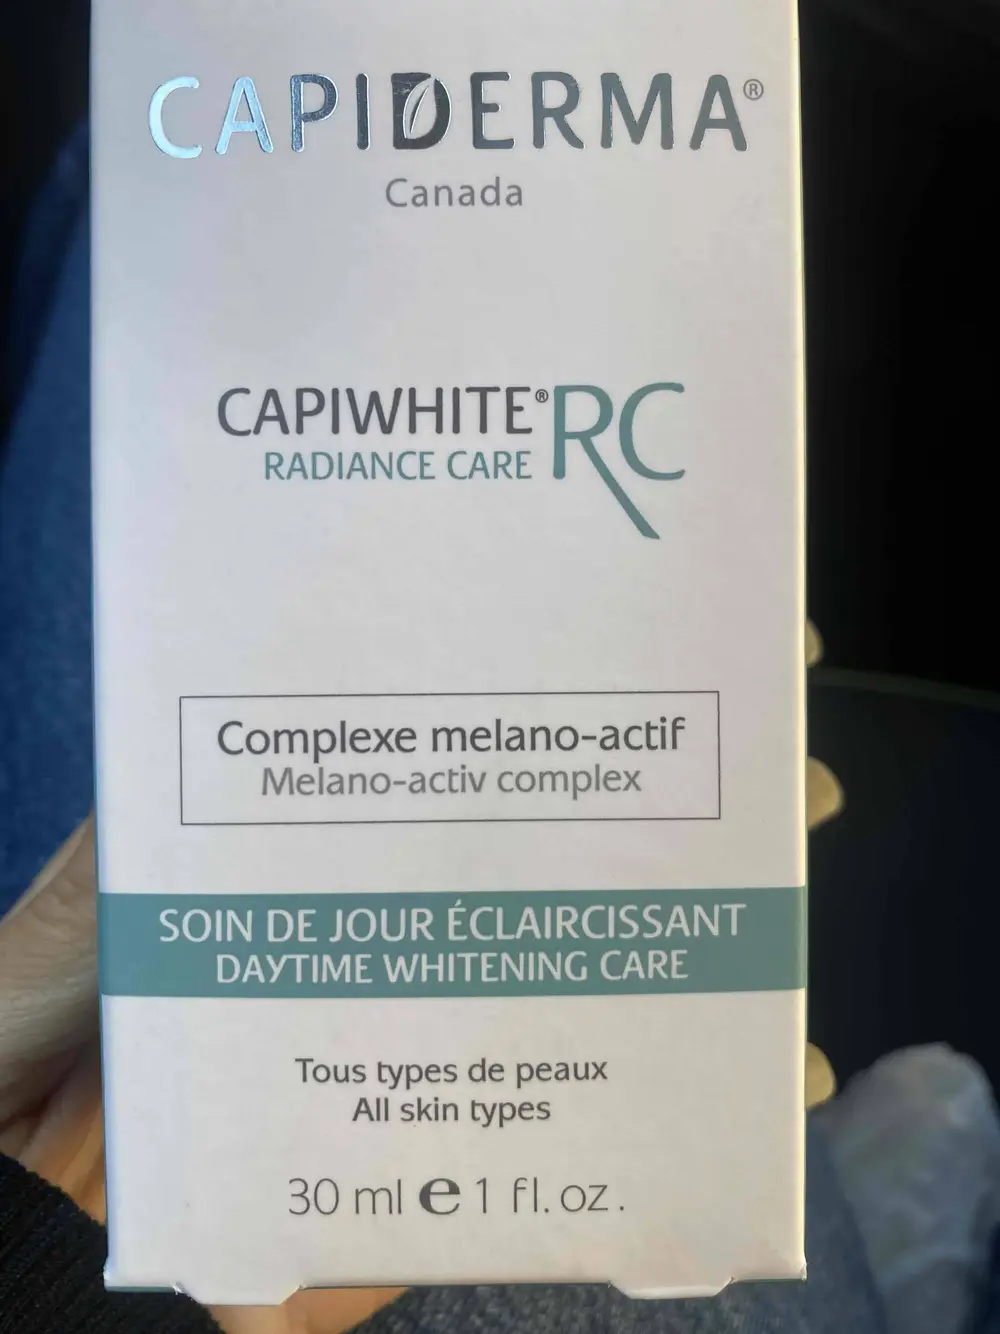 CAPIDERMA®
Canada
CAPIWHITE® RC
RADIANCE CARE
Complexe melano-actif
Melano-activ complex
SOIN DE JOUR ÉCLAIRCISSANT
DAYTIME WHITENING CARE
Tous types de peaux
All skin types
30 ml e 1 fl. oz.